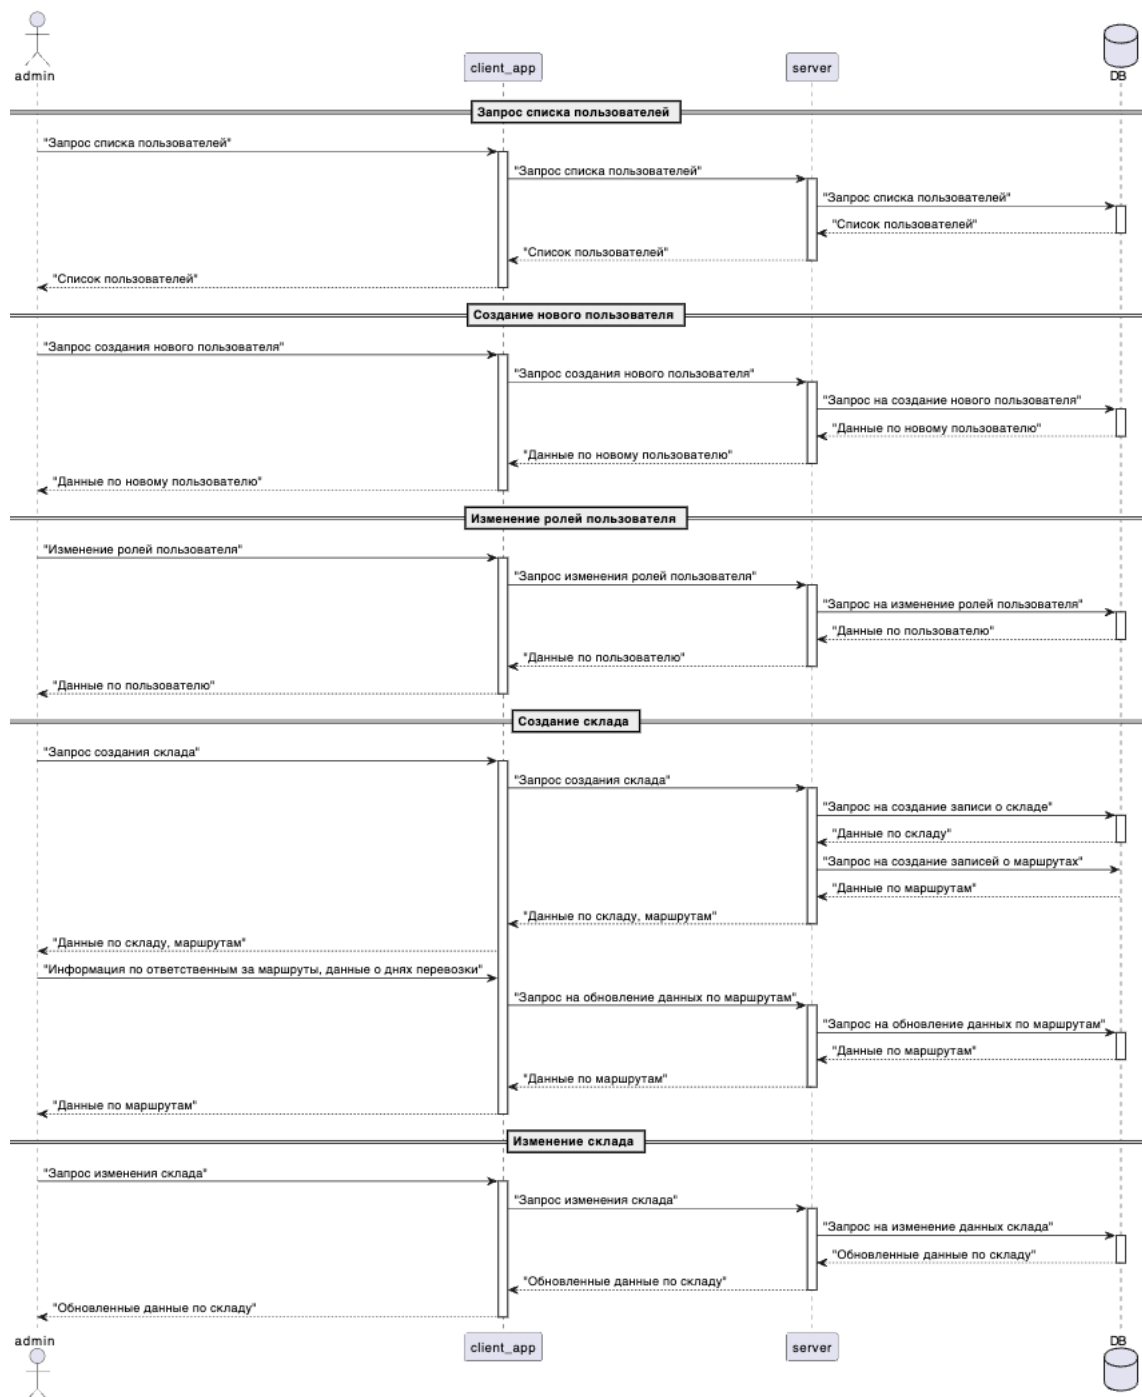 admin
client_app
server
DB
Запрос списка пользователей
"Запрос списка пользователей"
"Запрос списка пользователей"
"Запрос списка пользователей"
"Список пользователей"
"Список пользователей"
"Список пользователей"
Создание нового пользователя
"Запрос создания нового пользователя"
"Запрос создания нового пользователя"
"Запрос на создание нового пользователя"
"Данные по новому пользователю"
"Данные по новому пользователю"
"Данные по новому пользователю"
Изменение ролей пользователя
"Изменение ролей пользователя"
"Запрос изменения ролей пользователя"
"Запрос на изменение ролей пользователя"
"Данные по пользователю"
"Данные по пользователю"
"Данные по пользователю"
Создание склада
"Запрос создания склада"
"Запрос создания склада"
"Запрос на создание записи о складе"
"Данные по складу"
"Запрос на создание записей о маршрутах"
"Данные по маршрутам"
"Данные по складу, маршрутам"
"Данные по складу, маршрутам"
"Информация по ответственным за маршруты, данные о днях перевозки"
"Запрос на обновление данных по маршрутам"
"Запрос на обновление данных по маршрутам"
"Данные по маршрутам"
"Данные по маршрутам"
"Данные по маршрутам"
Изменение склада
"Запрос изменения склада"
"Запрос изменения склада"
"Запрос на изменение данных склада"
"Обновленные данные по складу"
"Обновленные данные по складу"
"Обновленные данные по складу"
admin
client_app
server
DB